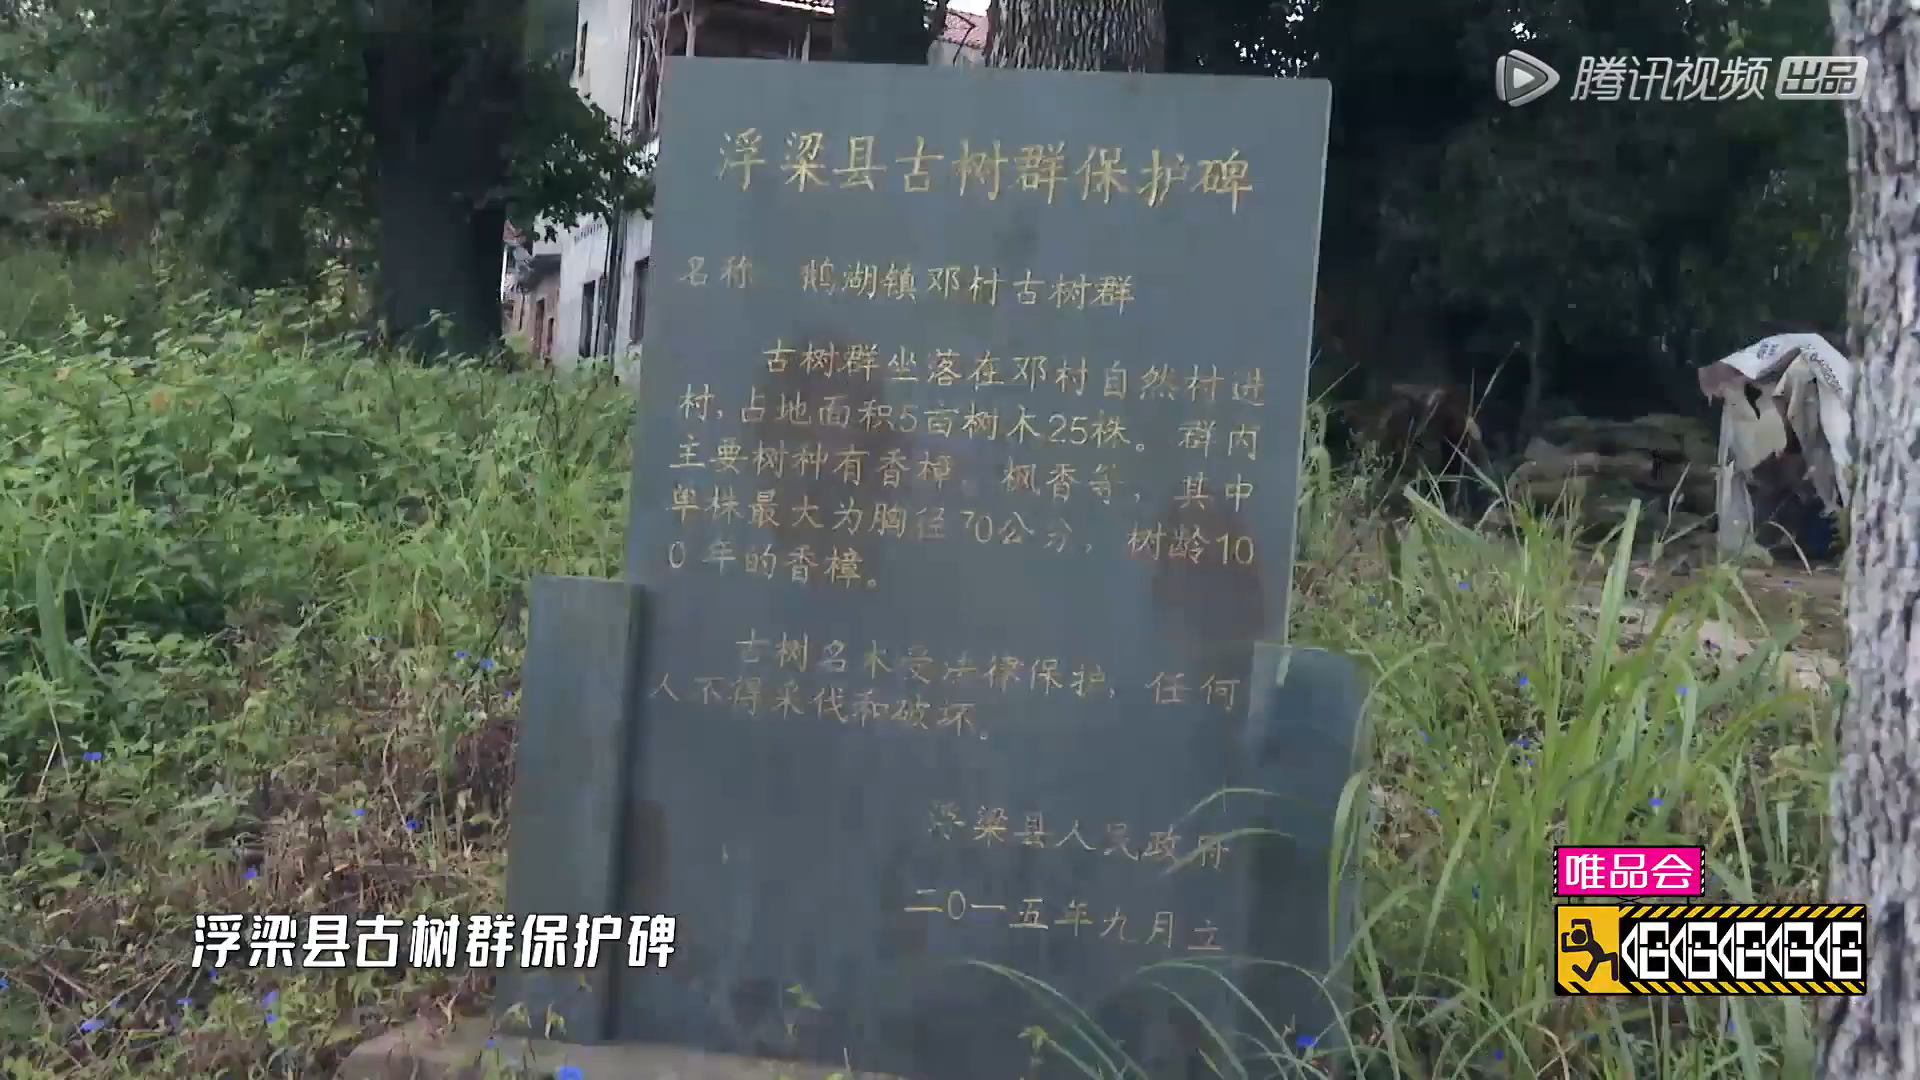 腾讯视频 出品
浮梁县古树群保护碑
名称 鹅湖镇邓村古树群
古树群坐落在邓村自然村进
村，占地面积5亩树木25株。群内
主要树种有香樟、枫香等，其中
单株最大为胸径70公分，树龄10
0年的香樟。
古树名木受法律保护，任何
人不得采伐和破坏。
浮梁县人民政府
二0一五年九月立
唯品会
浮梁县古树群保护碑